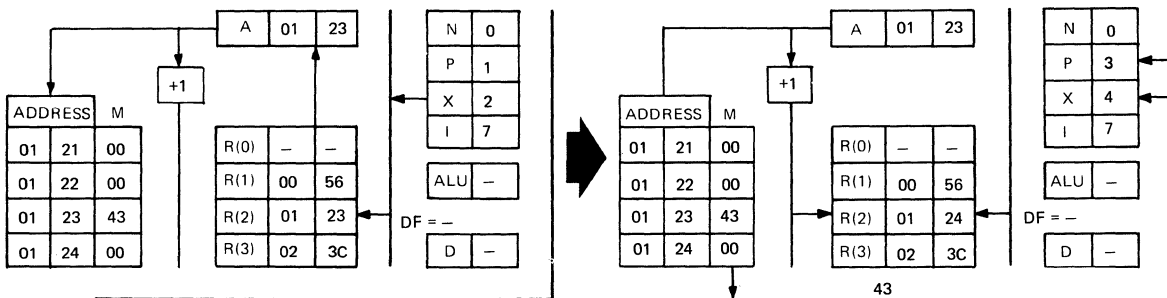 A 01 23
N 0
P 1
X 2
I 7
+1
ADDRESS M
01 21 00
01 22 00
01 23 43
01 24 00
R(0) – –
R(1) 00 56
R(2) 01 23
R(3) 02 3C
ALU –
DF = –
D –
A 01 23
N 0
P 3
X 4
I 7
+1
ADDRESS M
01 21 00
01 22 00
01 23 43
01 24 00
R(0) – –
R(1) 00 56
R(2) 01 24
R(3) 02 3C
ALU –
DF = –
D –
43